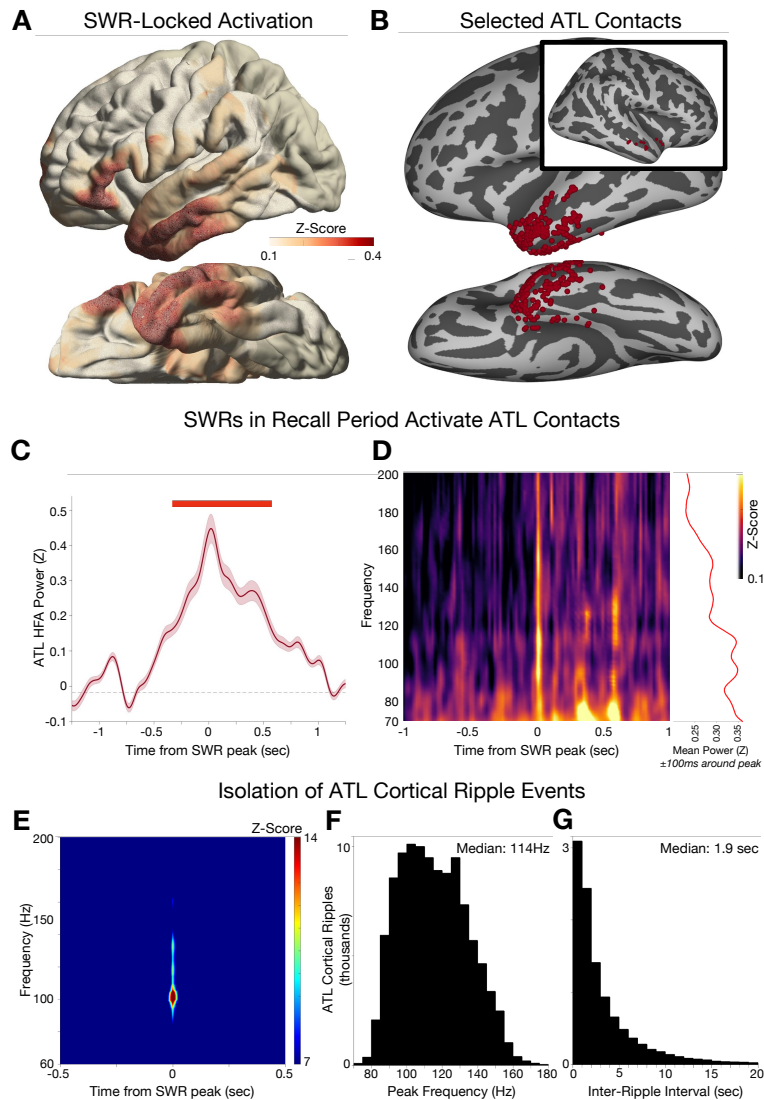 A SWR-Locked Activation
B Selected ATL Contacts
Z-Score
0.1 0.4
SWRs in Recall Period Activate ATL Contacts
C
ATL HFA Power (Z)
0.5
0.4
0.3
0.2
0.1
0
-0.1
-1 -0.5 0 0.5 1
Time from SWR peak (sec)
D
Frequency
200
180
160
140
120
100
80
70
-1 -0.5 0 0.5 1
Time from SWR peak (sec)
Z-Score
0.1
0.25 0.30 0.35
Mean Power (Z)
±100ms around peak
Isolation of ATL Cortical Ripple Events
E
Frequency (Hz)
200
150
100
60
-0.5 0 0.5
Time from SWR peak (sec)
Z-Score
14
7
F
Median: 114Hz
ATL Cortical Ripples
(thousands)
10
0
80 100 120 140 160 180
Peak Frequency (Hz)
G
Median: 1.9 sec
3
0
0 5 10 15 20
Inter-Ripple Interval (sec)